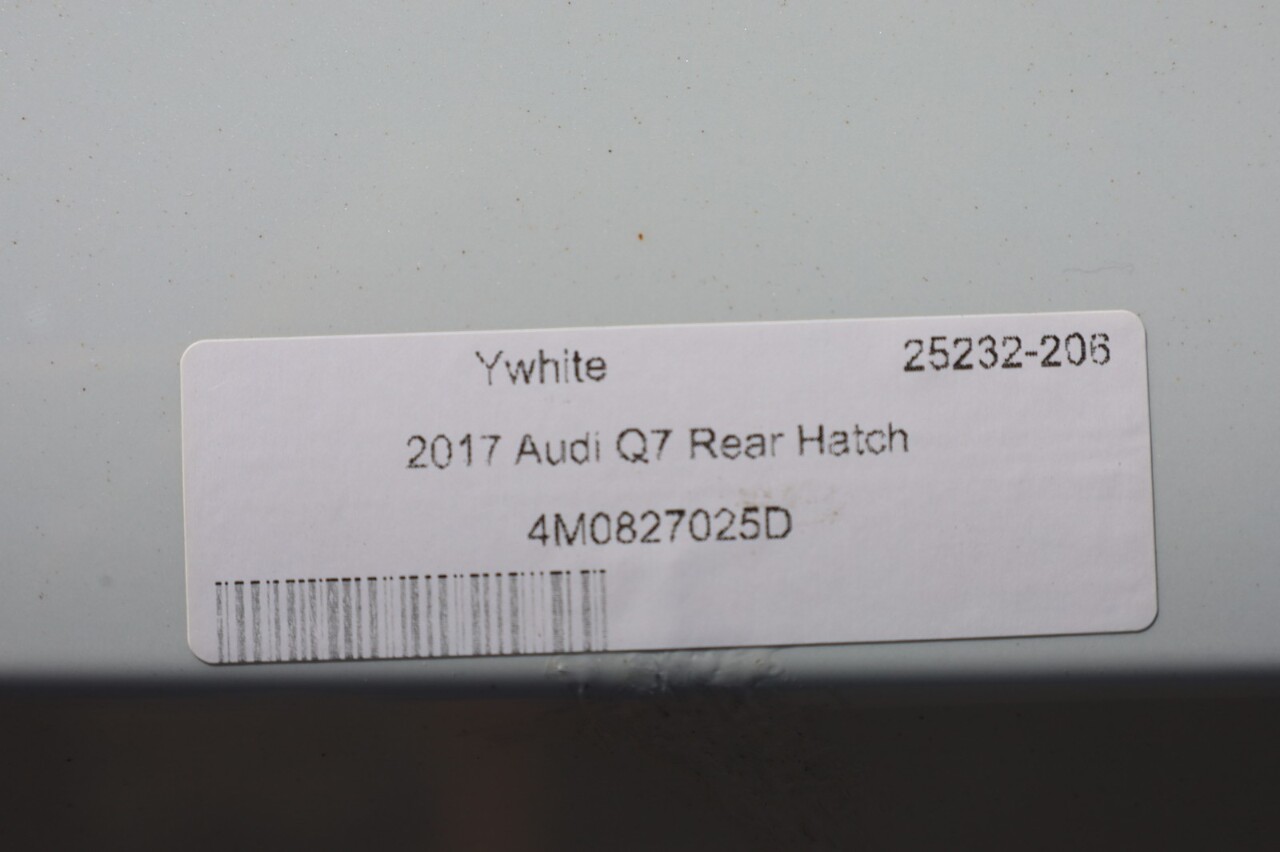 Ywhite 25232-206
2017 Audi Q7 Rear Hatch
4M0827025D